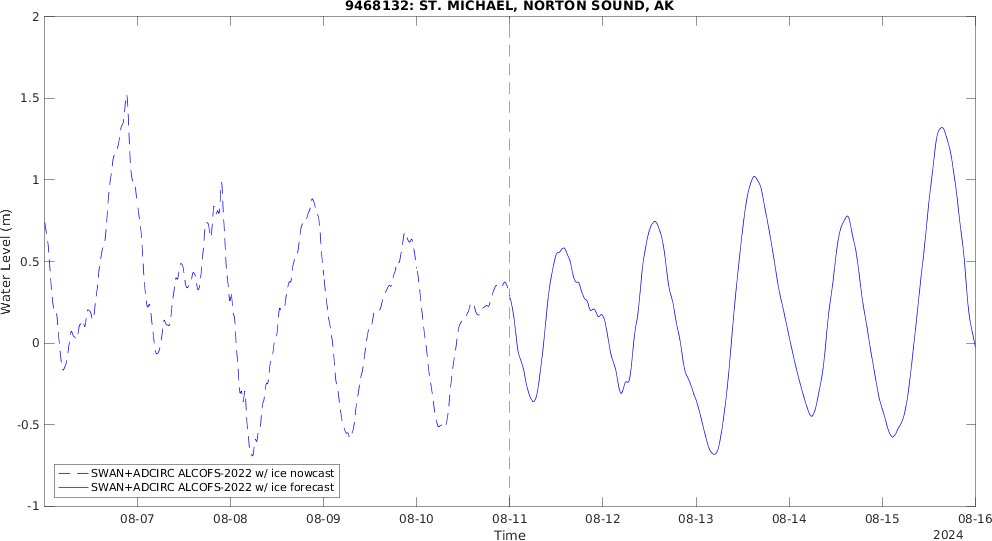 9468132: ST. MICHAEL, NORTON SOUND, AK
2
1.5
1
0.5
0
-0.5
-1
Water Level (m)
SWAN+ADCIRC ALCOFS-2022 w/ ice nowcast
SWAN+ADCIRC ALCOFS-2022 w/ ice forecast
08-07 08-08 08-09 08-10 08-11 08-12 08-13 08-14 08-15 08-16
Time
2024